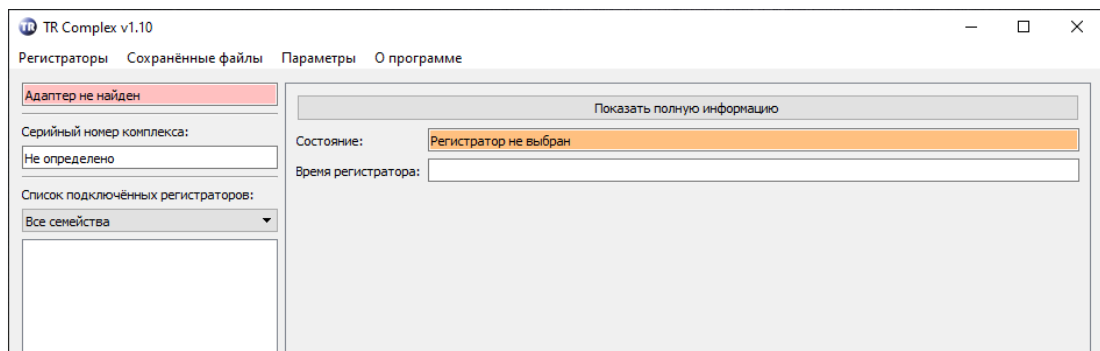 TR Complex v1.10
Регистраторы Сохранённые файлы Параметры О программе
Адаптер не найден
Серийный номер комплекса:
Не определено
Список подключённых регистраторов:
Все семейства
Показать полную информацию
Состояние: Регистратор не выбран
Время регистратора: